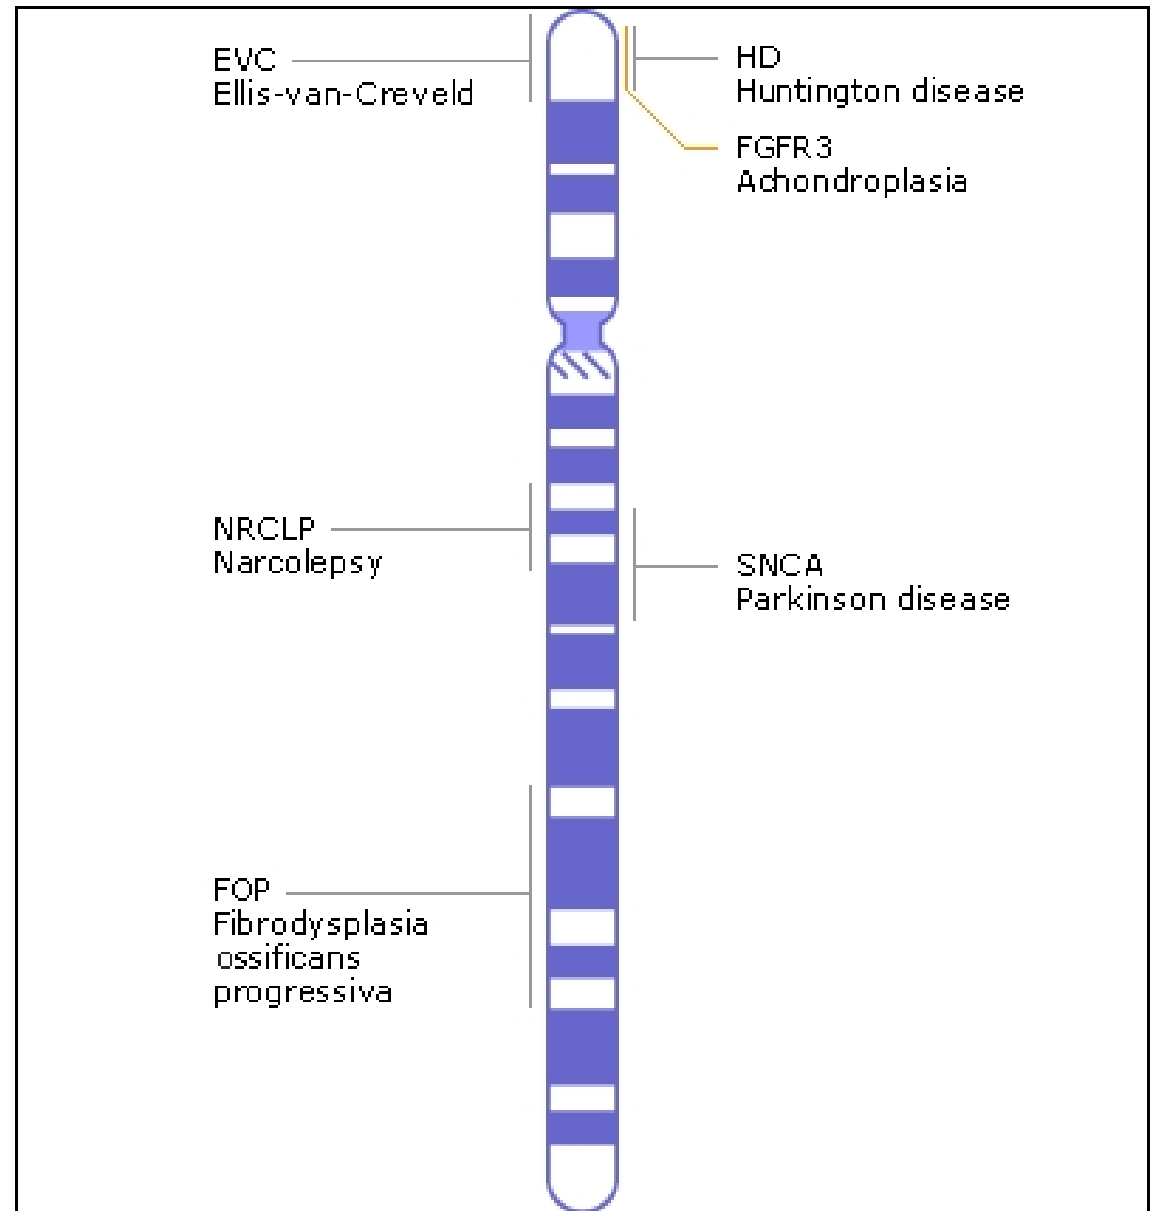 EVC
Ellis-van-Creveld
HD
Huntington disease
FGFR3
Achondroplasia
NRCLP
Narcolepsy
SNCA
Parkinson disease
FOP
Fibrodysplasia
ossificans
progressiva